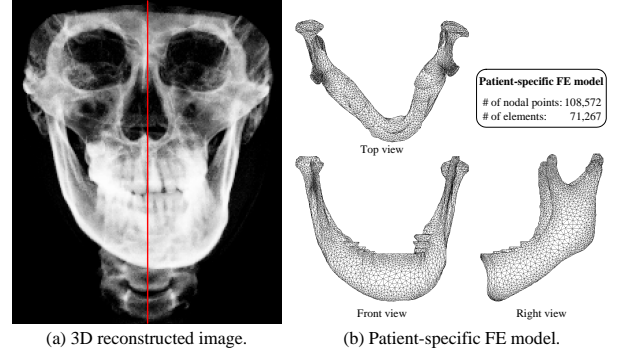 Patient-specific FE model
# of nodal points: 108,572
# of elements: 71,267
Top view
Front view
Right view
(a) 3D reconstructed image.
(b) Patient-specific FE model.